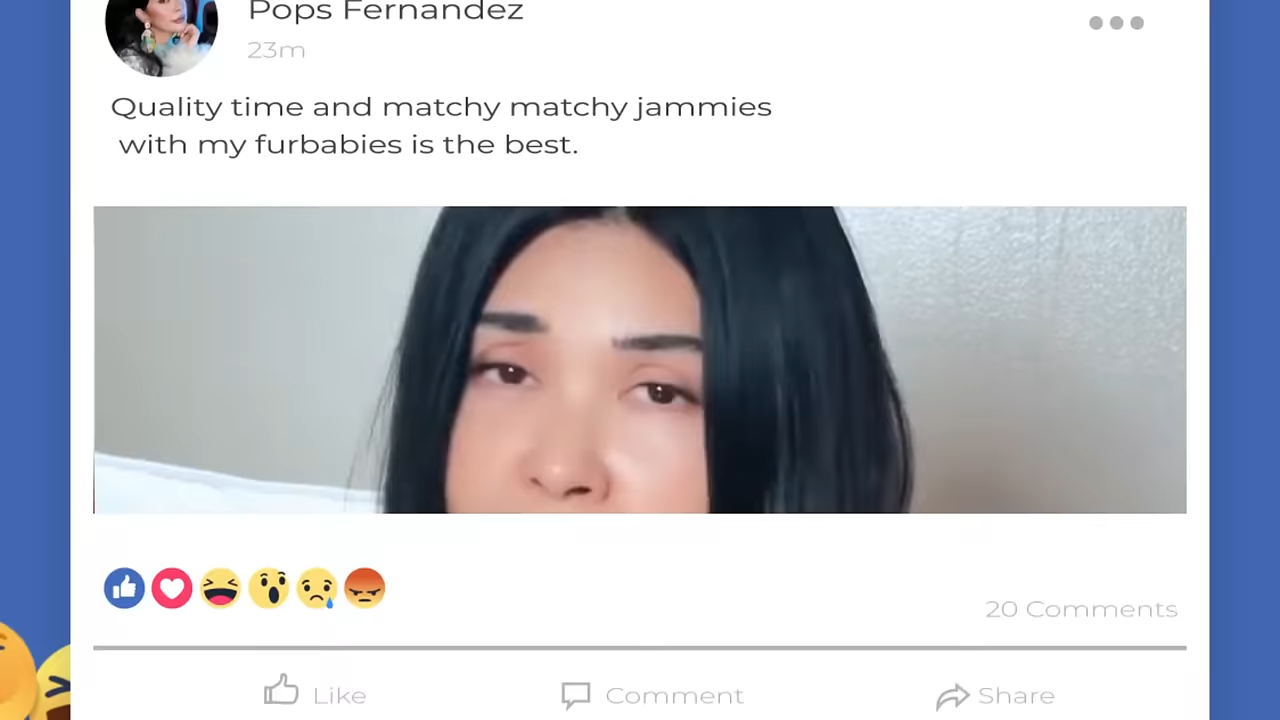 Pops Fernandez
23m
Quality time and matchy matchy jammies
with my furbabies is the best.
20 Comments
Like
Comment
Share